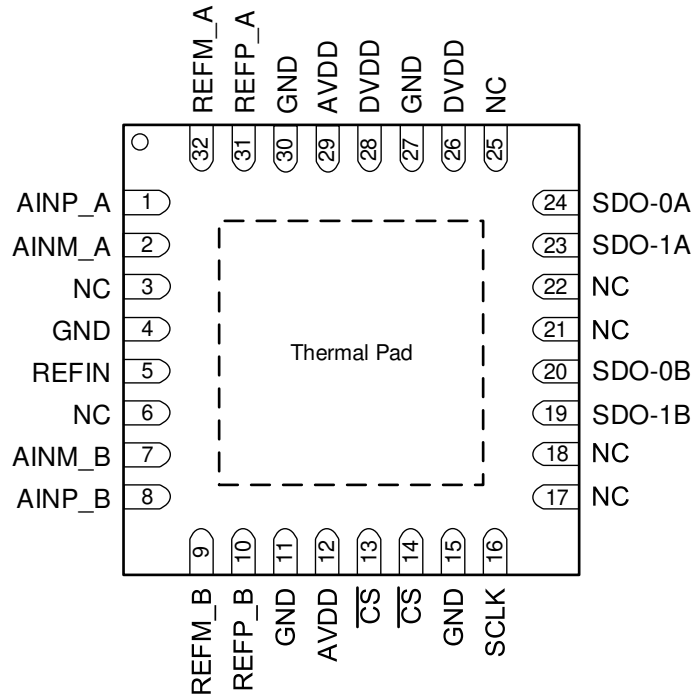 REFM_A REFP_A GND AVDD DVDD GND DVDD NC
32 31 30 29 28 27 26 25
AINP_A 1 24 SDO-0A
AINM_A 2 23 SDO-1A
NC 3 22 NC
GND 4 21 NC
Thermal Pad
REFIN 5 20 SDO-0B
NC 6 19 SDO-1B
AINM_B 7 18 NC
AINP_B 8 17 NC
9 10 11 12 13 14 15 16
REFM_B REFP_B GND AVDD C̅S̅ C̅S̅ GND SCLK